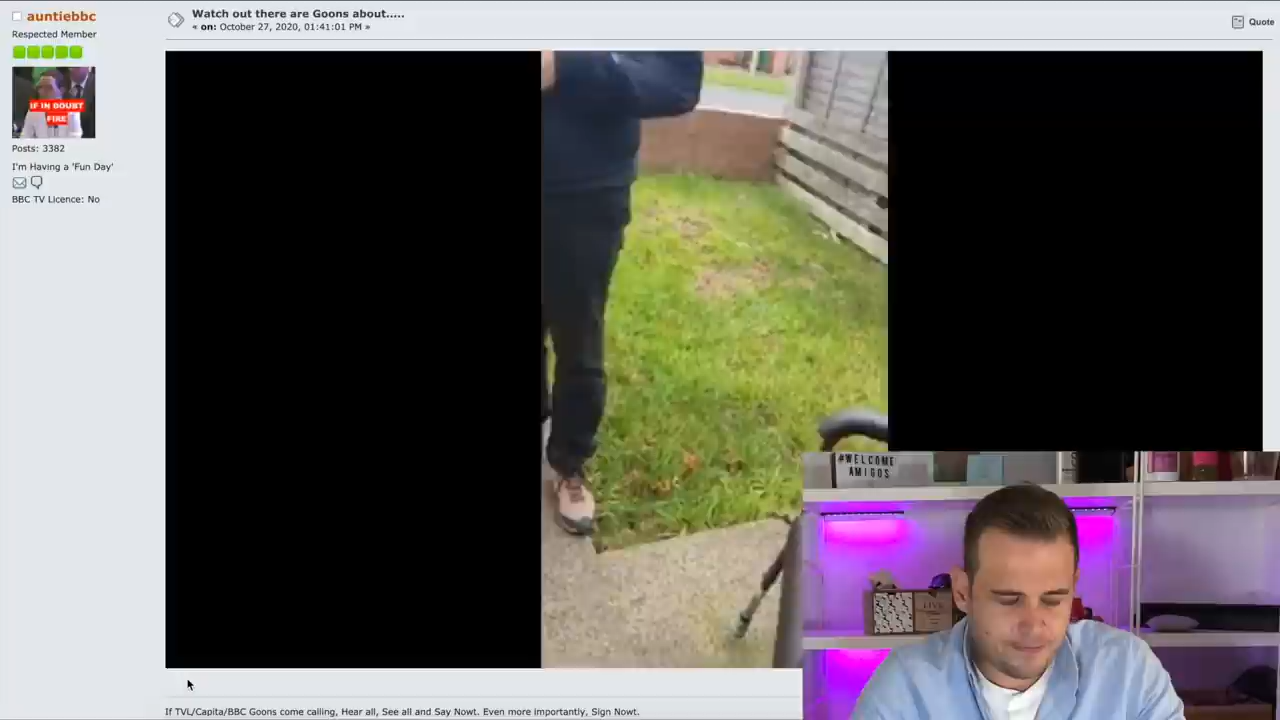 auntiebbc
Respected Member
IF IN DOUBT
FIRE
Posts: 3382
I'm Having a 'Fun Day'
BBC TV Licence: No
Watch out there are Goons about.....
« on: October 27, 2020, 01:41:01 PM »
Quote
#WELCOME
AMIGOS
LIVE
If TVL/Capita/BBC Goons come calling, Hear all, See all and Say Nowt. Even more importantly, Sign Nowt.